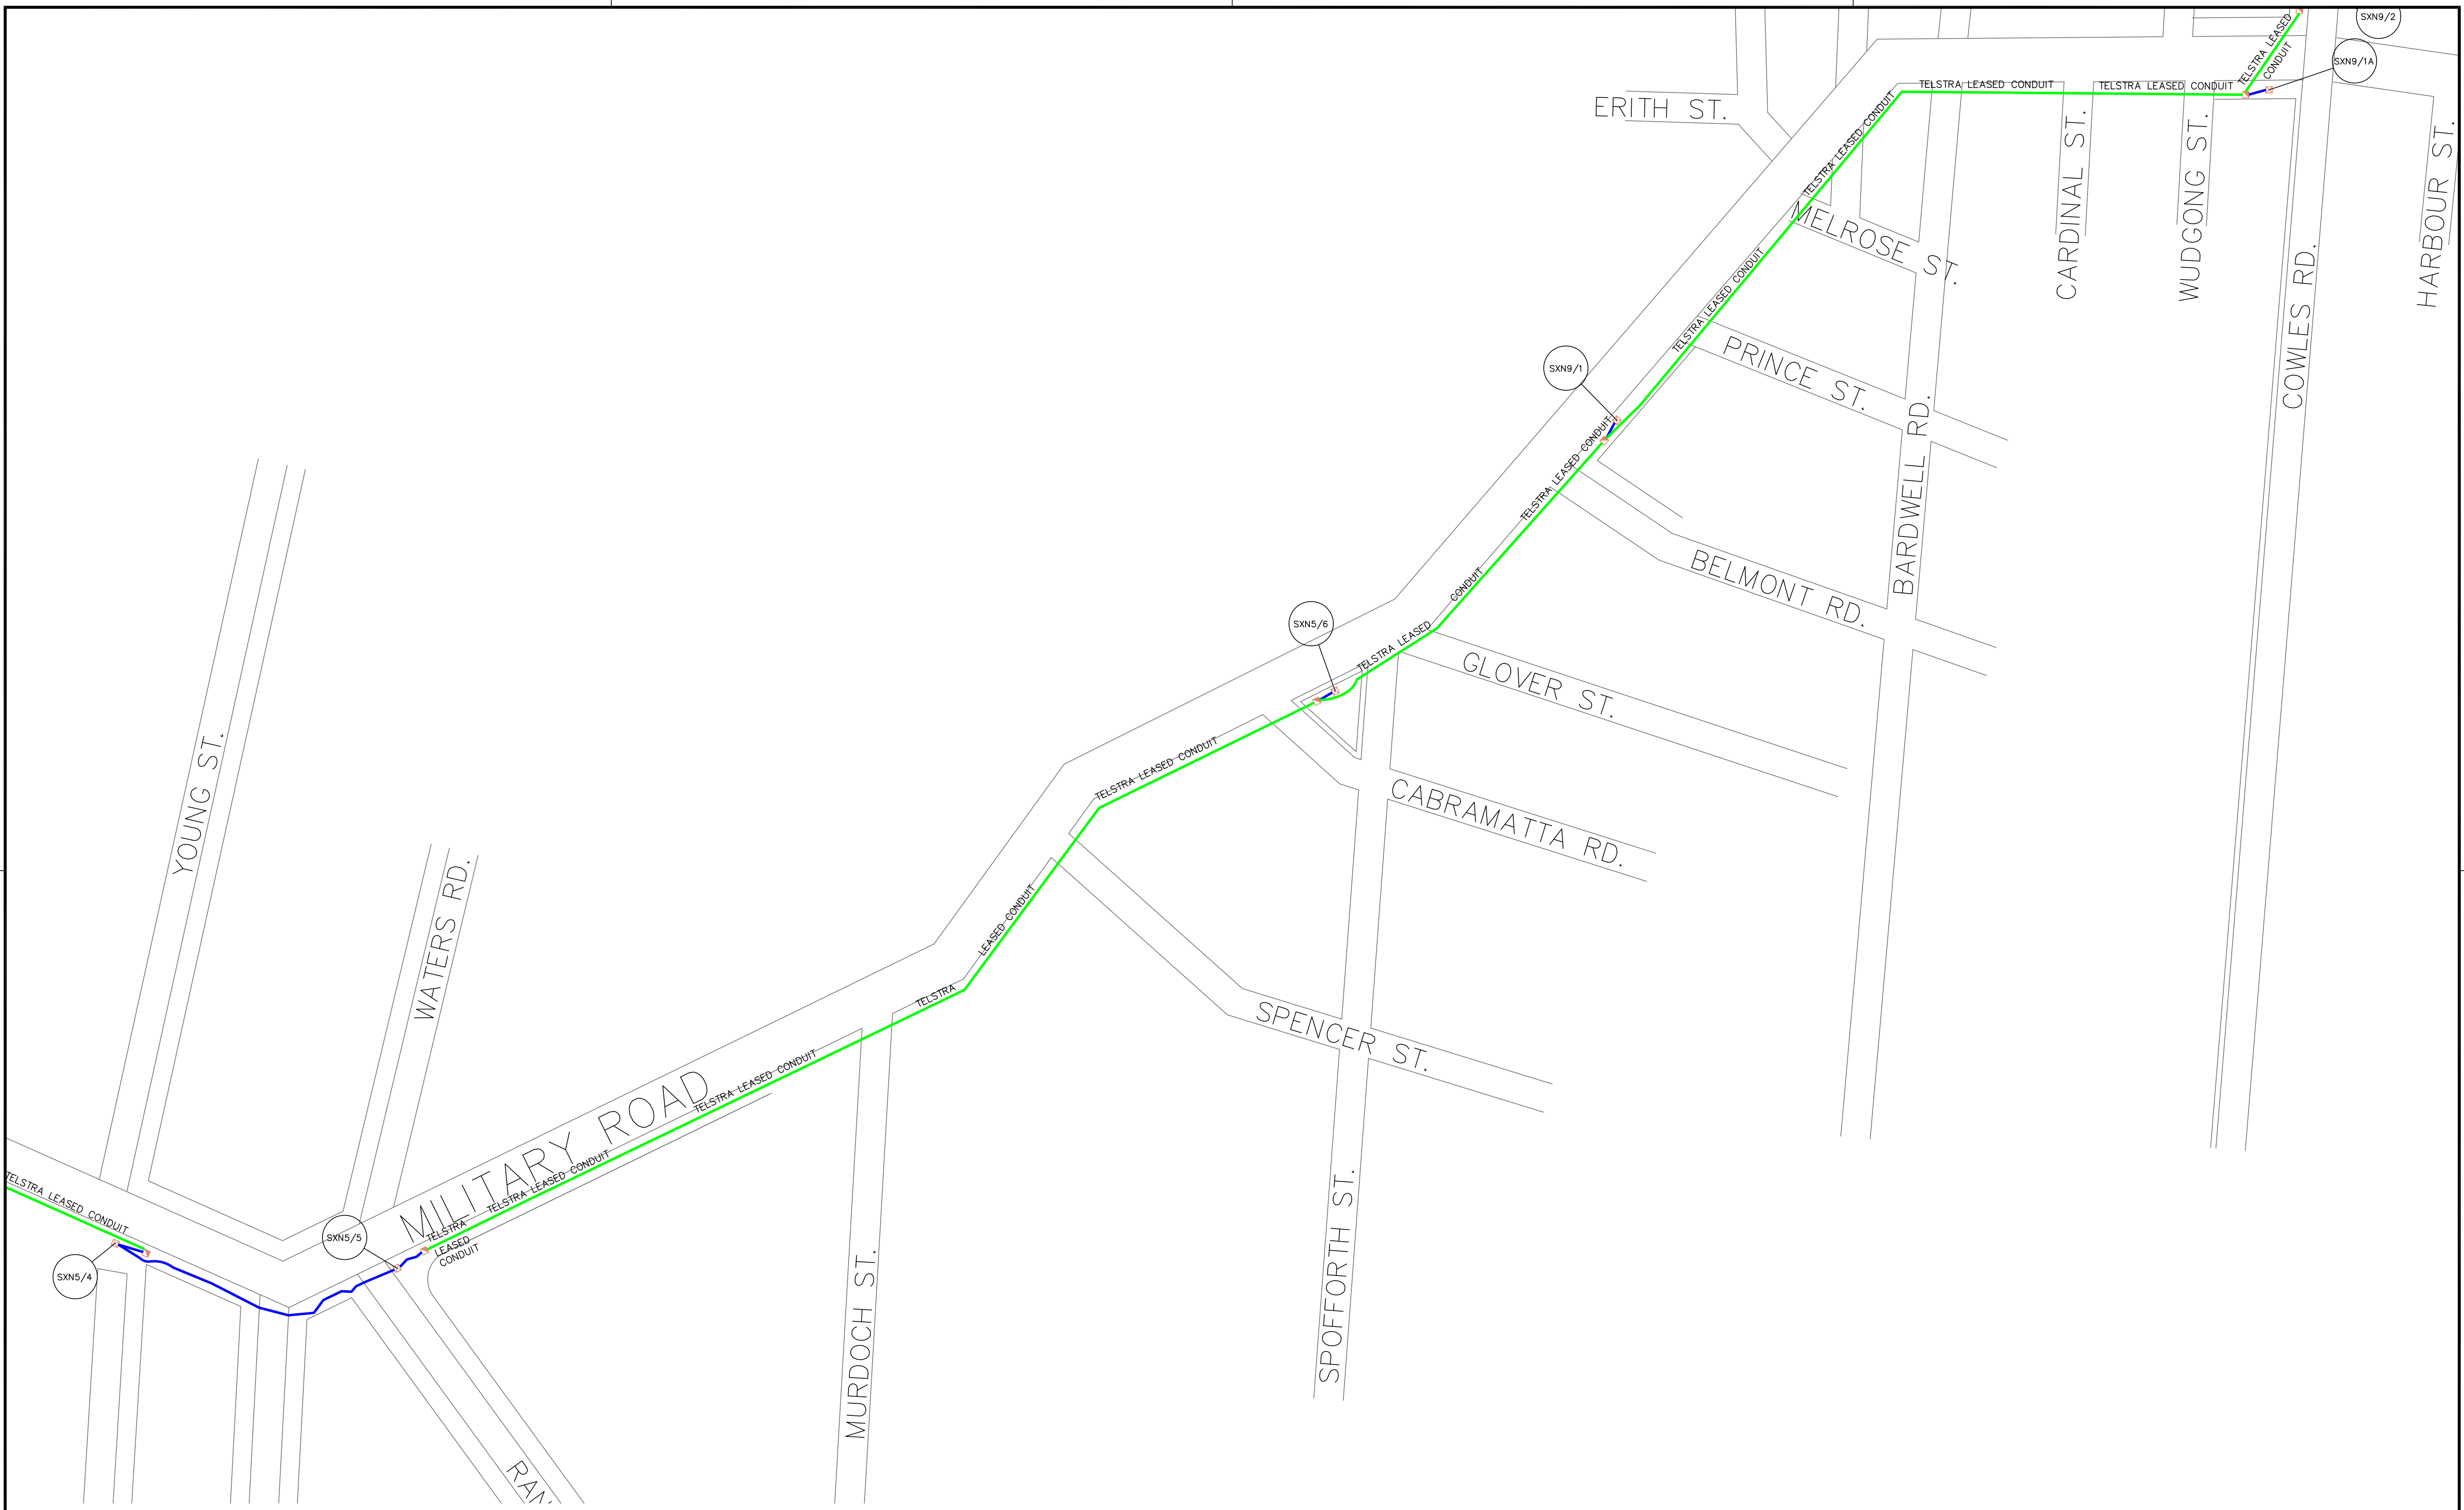 SXN9/2
TELSTRA LEASED
CONDUIT
SXN9/1A
TELSTRA LEASED CONDUIT
TELSTRA LEASED CONDUIT
ERITH ST.
TELSTRA LEASED CONDUIT
CARDINAL ST.
WUDGONG ST.
HARBOUR ST.
MELROSE ST.
COWLES RD.
TELSTRA LEASED CONDUIT
PRINCE ST.
SXN9/1
BARDWELL RD.
TELSTRA LEASED CONDUIT
BELMONT RD.
CONDUIT
SXN5/6
TELSTRA LEASED
GLOVER ST.
TELSTRA LEASED CONDUIT
CABRAMATTA RD.
YOUNG ST.
WATERS RD.
LEASED CONDUIT
TELSTRA
SPENCER ST.
TELSTRA LEASED CONDUIT
MILITARY ROAD
TELSTRA LEASED CONDUIT
TELSTRA LEASED CONDUIT
SXN5/5
TELSTRA
LEASED
CONDUIT
SXN5/4
MURDOCH ST.
SPOFFORTH ST.